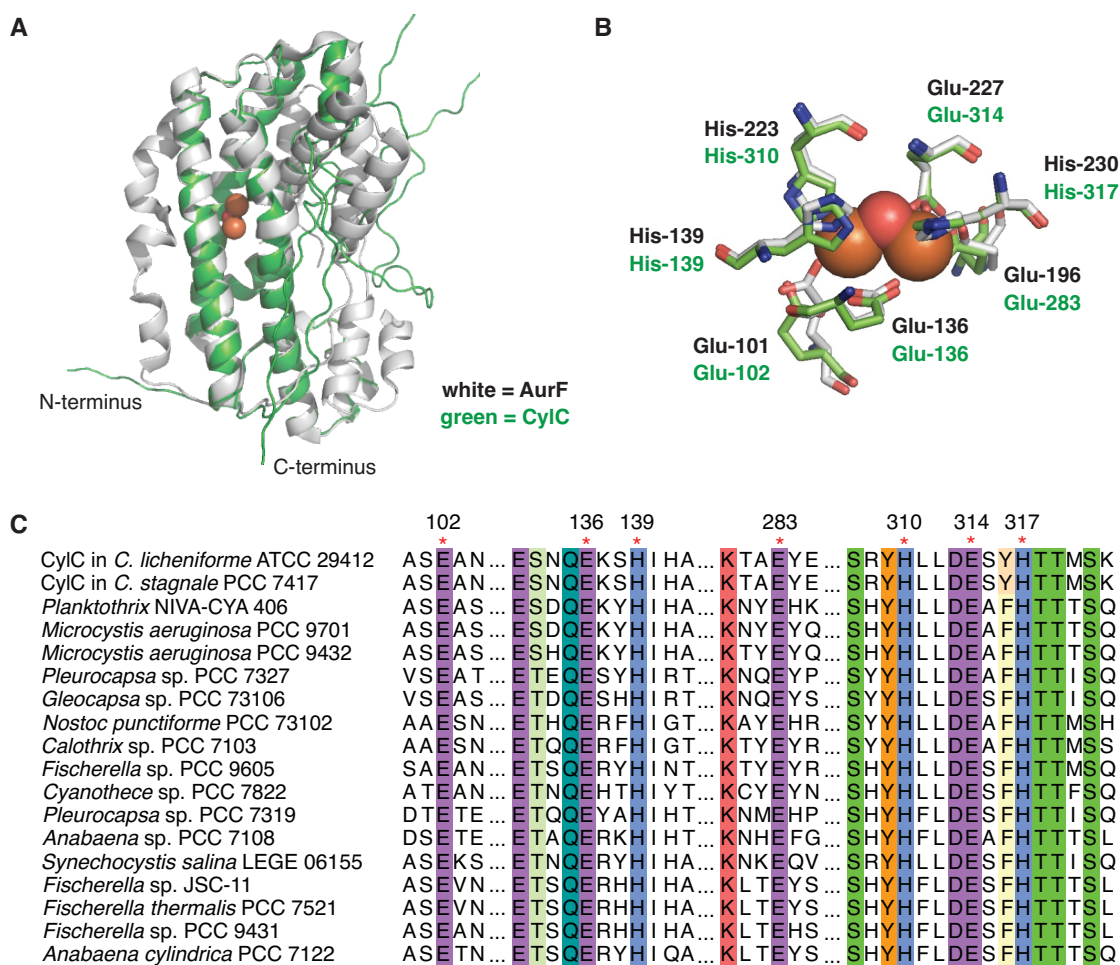 A
N-terminus
C-terminus
white = AurF
green = CylC
B
Glu-227
Glu-314
His-223
His-310
His-230
His-317
His-139
His-139
Glu-196
Glu-283
Glu-101
Glu-102
Glu-136
Glu-136
C
102 136 139 283 310 314 317
* * * * * * *
CylC in C. licheniforme ATCC 29412 ASEAN...ESNQEKSHIHA...KTAEYE...SRYHLLDESYHTTMSK
CylC in C. stagnale PCC 7417 ASEAN...ESNQEKSHIHA...KTAEYE...SRYHLLDESYHTTMSK
Planktothrix NIVA-CYA 406 ASEAS...ESDQEKYHIHA...KNYEHK...SHYHLLDEAFHTTTSQ
Microcystis aeruginosa PCC 9701 ASEAS...ESDQEKYHIHA...KNYEYQ...SHYHLLDEAFHTTTSQ
Microcystis aeruginosa PCC 9432 ASEAS...ESHQEKYHIHA...KTYEYQ...SHYHLLDEAFHTTTSQ
Pleurocapsa sp. PCC 7327 VSEAT...ETEQESYHIRT...KNQEYP...SYYHLLDESFHTTISQ
Gleocapsa sp. PCC 73106 VSEAS...ETDQESHHIRT...KNQEYS...SYYHLLDESFHTTISQ
Nostoc punctiforme PCC 73102 AAESN...ETHQERFHIGT...KAYEHR...SYYHLLDEAFHTTMSH
Calothrix sp. PCC 7103 AAESN...ETQQERFHIGT...KTYEYR...SYYHLLDEAFHTTMSS
Fischerella sp. PCC 9605 SAEAN...ETSQERYHINT...KTYEYR...SHYHLLDESFHTTMSQ
Cyanothece sp. PCC 7822 ATEAN...ETNQEHTHIYT...KCYEYN...SHYHLLDESFHTTFSQ
Pleurocapsa sp. PCC 7319 DTETE...ETQQEYAHIHT...KNMEHP...SHYHLLDESFHTTISQ
Anabaena sp. PCC 7108 DSETE...ETAQERKHIHT...KNHEFG...SHYHLLDEAFHTTTSL
Synechocystis salina LEGE 06155 ASEKS...ETNQERYHIHA...KNKEQV...SRYHLLDESFHTTISQ
Fischerella sp. JSC-11 ASEVN...ETSQERHHIHA...KLTEYS...SHYHFLDESFHTTTSL
Fischerella thermalis PCC 7521 ASEVN...ETSQERHHIHA...KLTEYS...SHYHFLDESFHTTTSL
Fischerella sp. PCC 9431 ASEVN...ETSQERHHIHA...KLTEHS...SHYHFLDESFHTTTSL
Anabaena cylindrica PCC 7122 ASETN...ETSQERYHIQA...KLTEYS...SHYHFLDESFHTTISQ